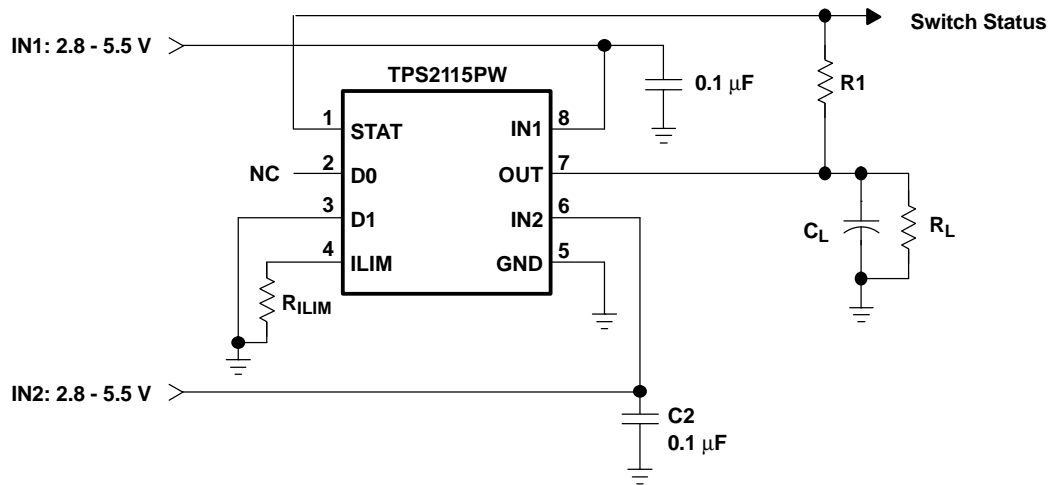 Switch Status
IN1: 2.8 - 5.5 V
TPS2115PW
0.1 µF
R1
1
STAT
IN1
8
NC
2
D0
OUT
7
3
D1
IN2
6
4
ILIM
GND
5
CL
RL
RILIM
IN2: 2.8 - 5.5 V
C2
0.1 µF